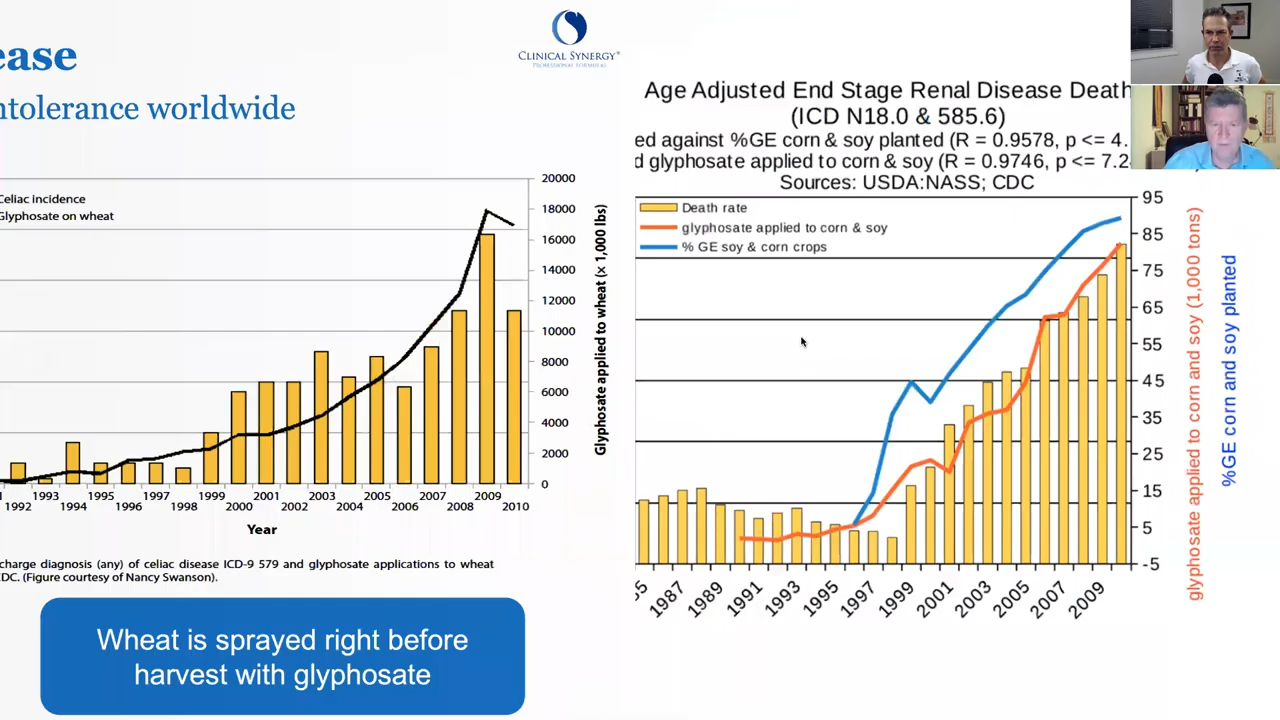 ease
ntolerance worldwide
CLINICAL SYNERGY
PROFESSIONAL FORMULAS
Celiac incidence
Glyphosate on wheat
20000
18000
16000
14000
12000
10000
8000
6000
4000
2000
0
Glyphosate applied to wheat (× 1,000 lbs)
1993 1995 1997 1999 2001 2003 2005 2007 2009
1992 1994 1996 1998 2000 2002 2004 2006 2008 2010
Year
charge diagnosis (any) of celiac disease ICD-9 579 and glyphosate applications to wheat
CDC. (Figure courtesy of Nancy Swanson).
Wheat is sprayed right before
harvest with glyphosate
Age Adjusted End Stage Renal Disease Death
(ICD N18.0 & 585.6)
ed against %GE corn & soy planted (R = 0.9578, p <= 4.
d glyphosate applied to corn & soy (R = 0.9746, p <= 7.2
Sources: USDA:NASS; CDC
Death rate
glyphosate applied to corn & soy
% GE soy & corn crops
95
85
75
65
55
45
35
25
15
5
-5
1987 1989 1991 1993 1995 1997 1999 2001 2003 2005 2007 2009
glyphosate applied to corn and soy (1,000 tons)
%GE corn and soy planted